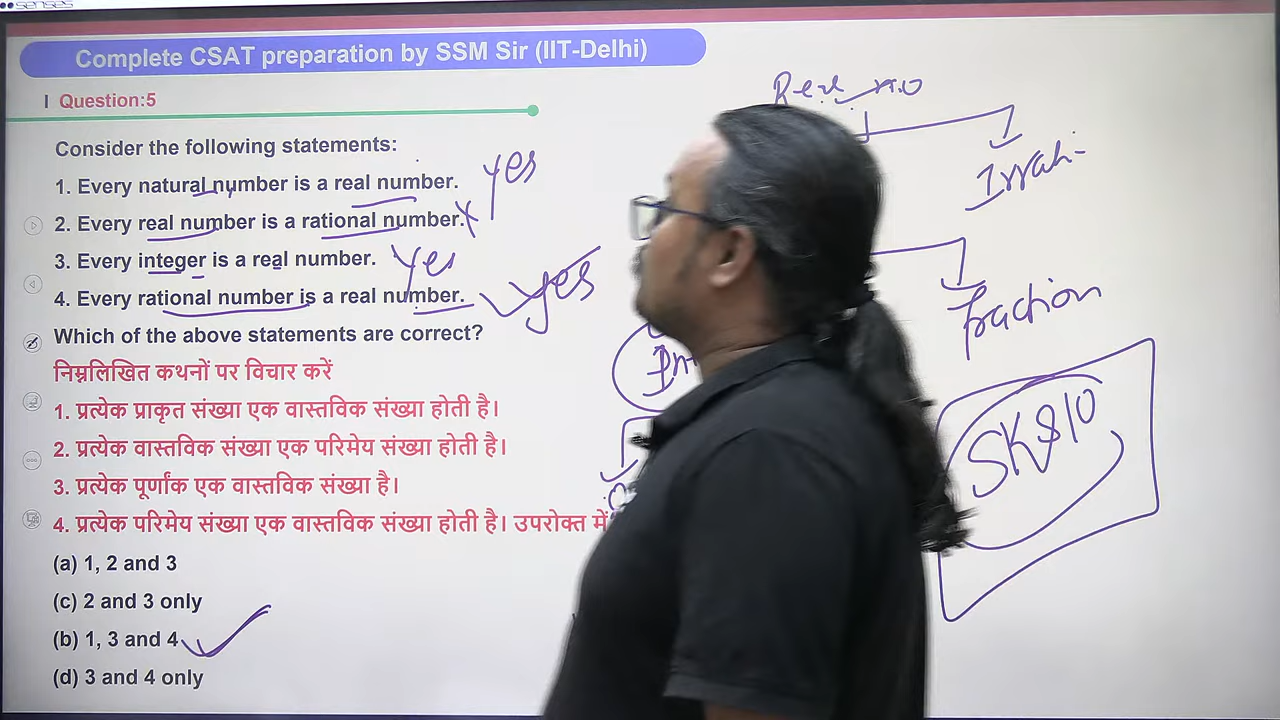 senses
Complete CSAT preparation by SSM Sir (IIT-Delhi)
Question:5
Consider the following statements:
1. Every natural number is a real number. yes
2. Every real number is a rational number. x
3. Every integer is a real number. yes
4. Every rational number is a real number. yes
Which of the above statements are correct?
निम्नलिखित कथनों पर विचार करें
1. प्रत्येक प्राकृत संख्या एक वास्तविक संख्या होती है।
2. प्रत्येक वास्तविक संख्या एक परिमेय संख्या होती है।
3. प्रत्येक पूर्णांक एक वास्तविक संख्या है।
4. प्रत्येक परिमेय संख्या एक वास्तविक संख्या होती है। उपरोक्त में
(a) 1, 2 and 3
(c) 2 and 3 only
(b) 1, 3 and 4
(d) 3 and 4 only
Real no
Irrati-
fraction
SKS10